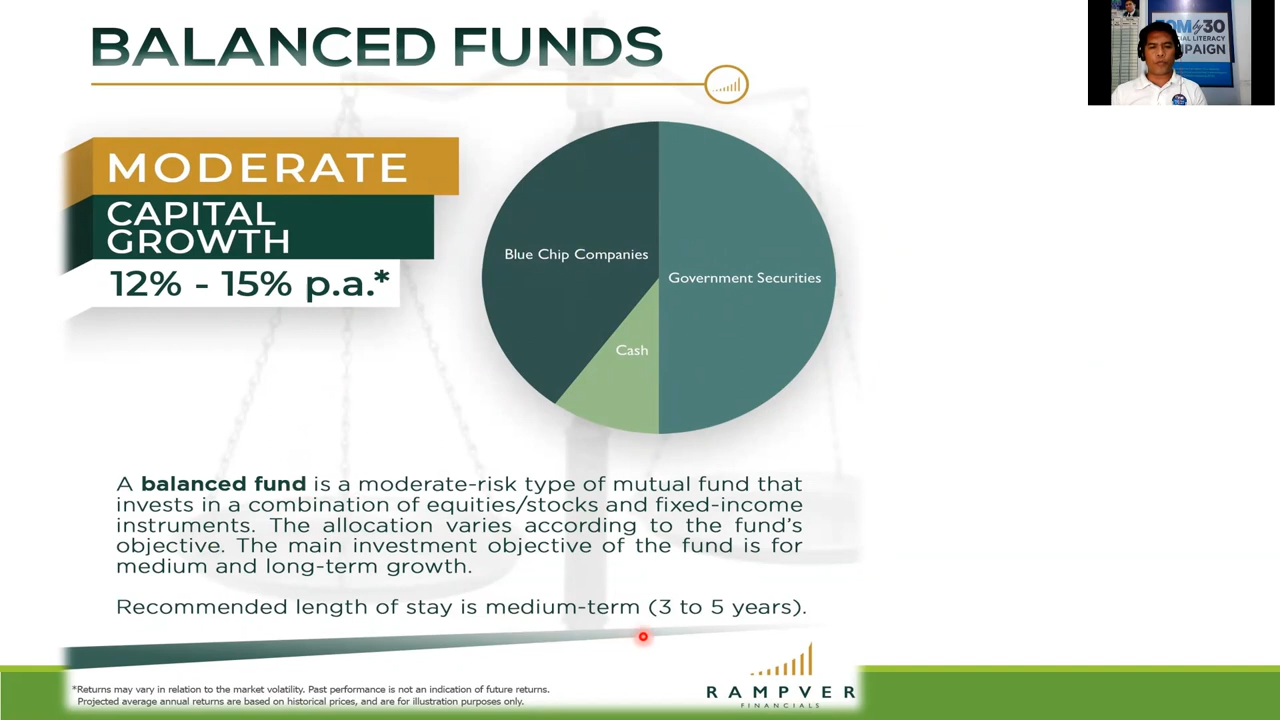 BALANCED FUNDS
MODERATE
CAPITAL
GROWTH
12% - 15% p.a.*
Blue Chip Companies
Government Securities
Cash
A balanced fund is a moderate-risk type of mutual fund that
invests in a combination of equities/stocks and fixed-income
instruments. The allocation varies according to the fund's
objective. The main investment objective of the fund is for
medium and long-term growth.
Recommended length of stay is medium-term (3 to 5 years).
*Returns may vary in relation to the market volatility. Past performance is not an indication of future returns.
Projected average annual returns are based on historical prices, and are for illustration purposes only.
RAMPVER
FINANCIALS
by30
LITERACY